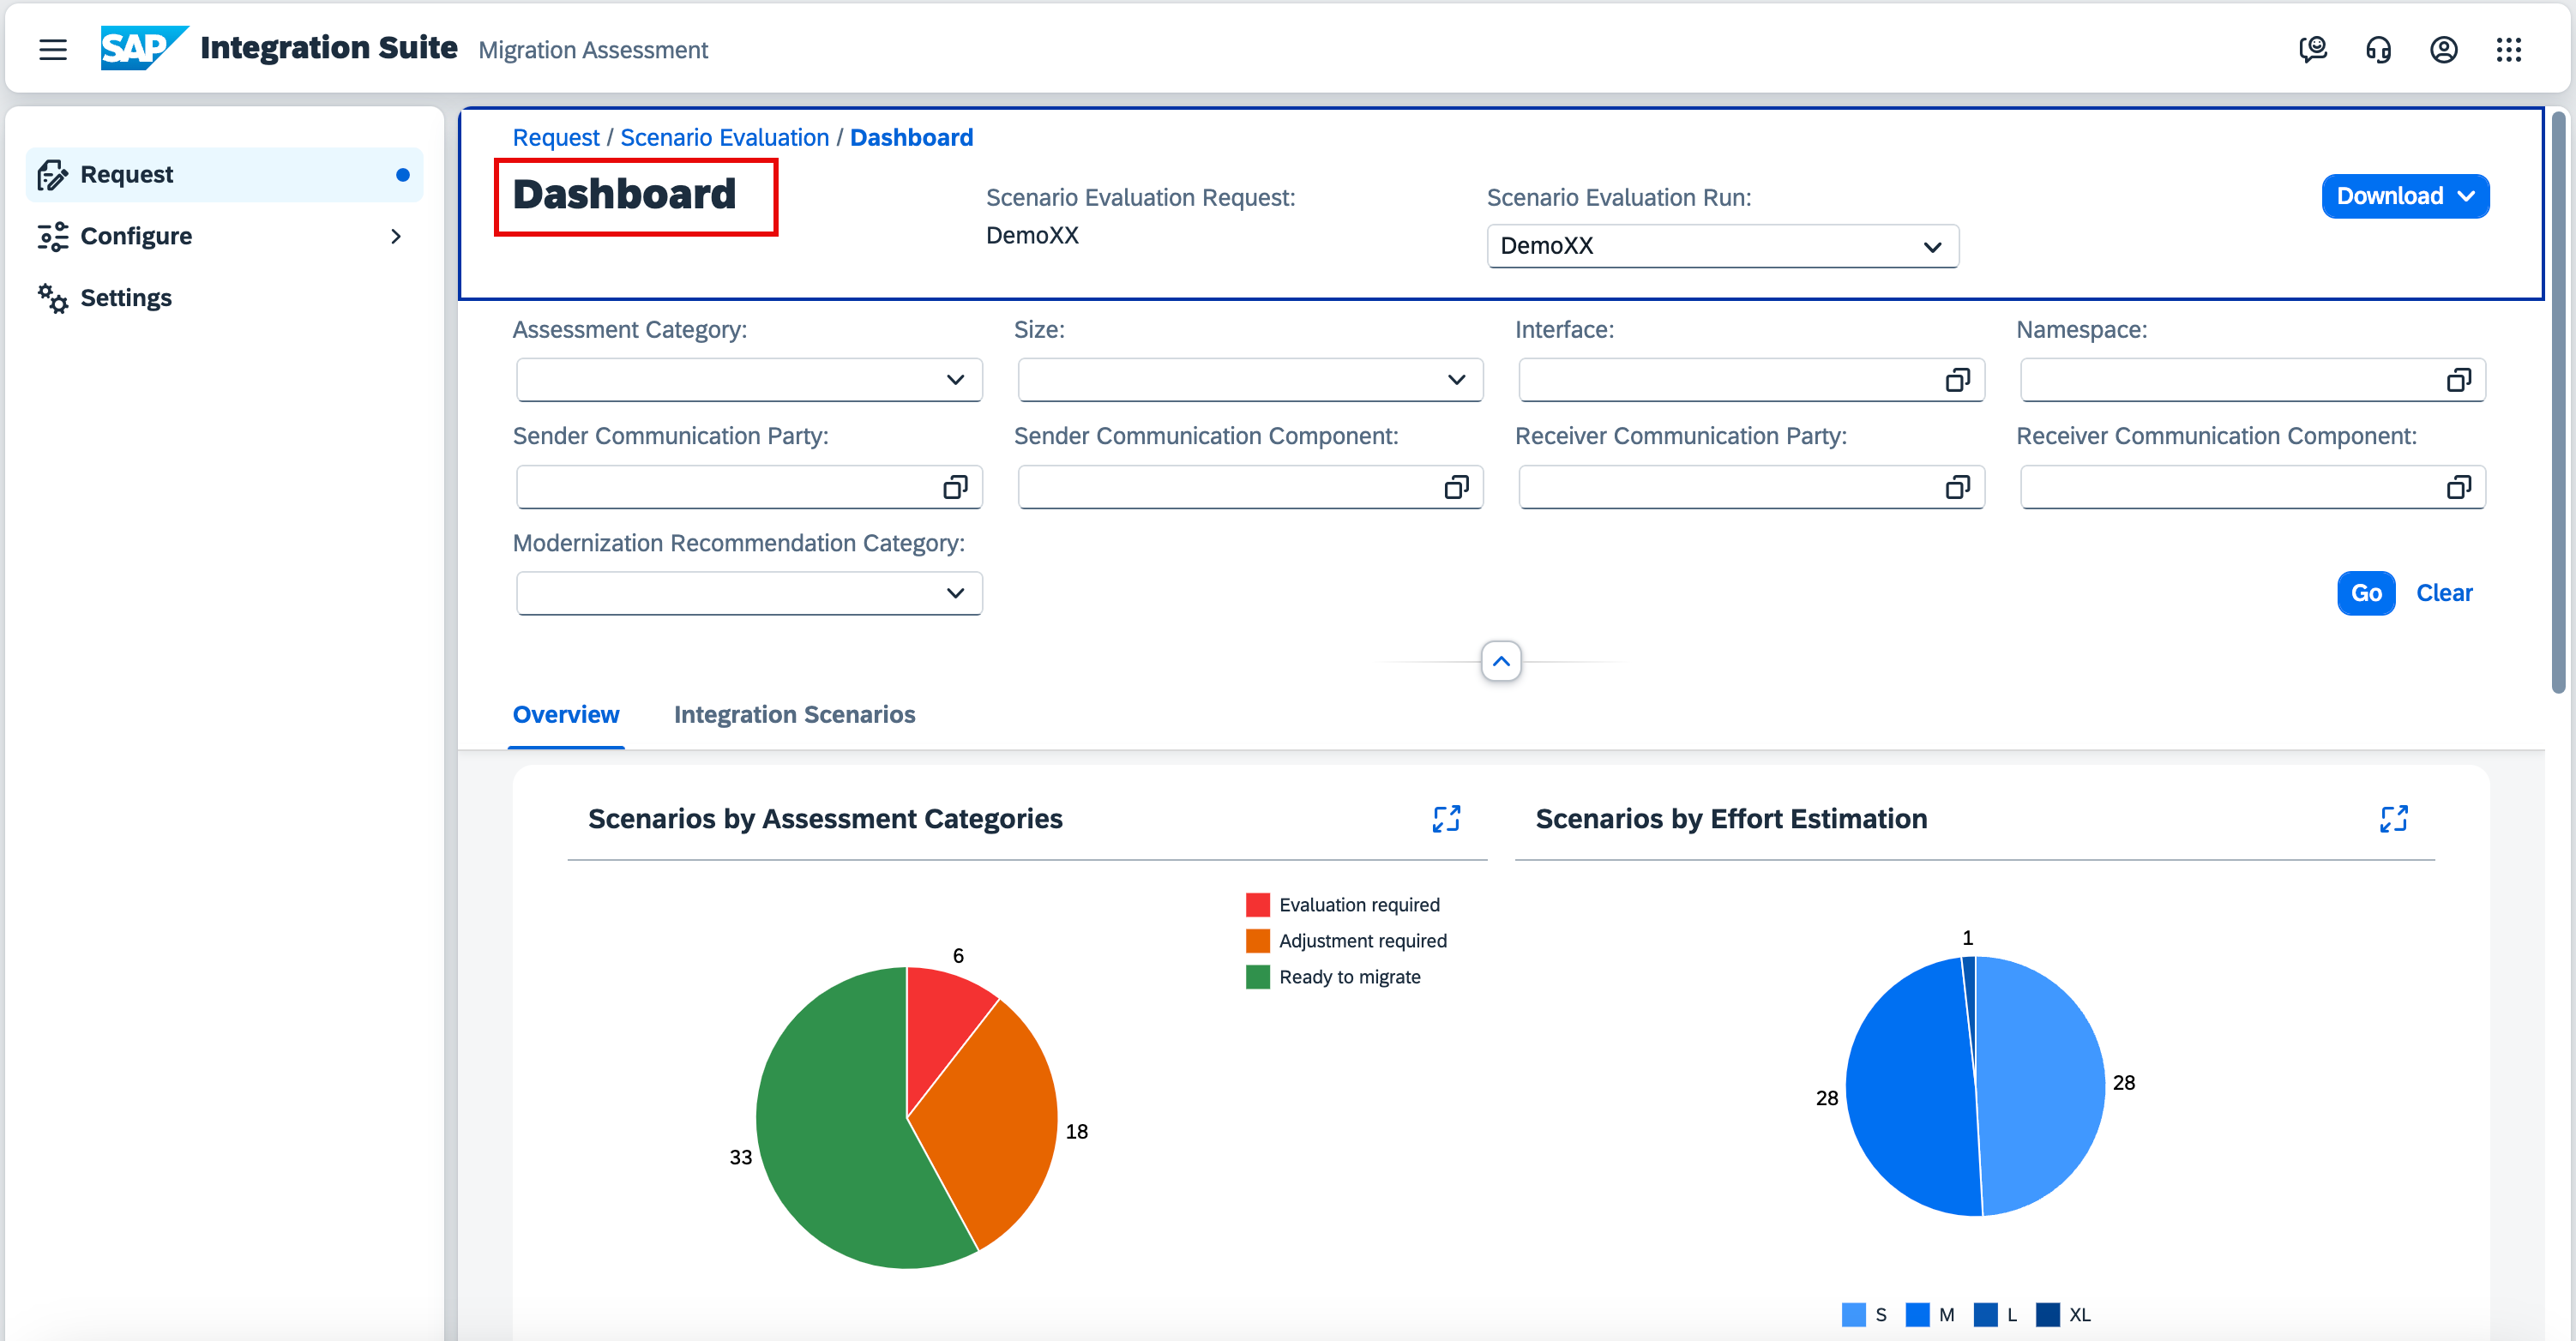 SAP Integration Suite Migration Assessment
Request
Configure
Settings
Request / Scenario Evaluation / Dashboard
Dashboard
Scenario Evaluation Request:
DemoXX
Scenario Evaluation Run:
DemoXX
Download
Assessment Category:
Size:
Interface:
Namespace:
Sender Communication Party:
Sender Communication Component:
Receiver Communication Party:
Receiver Communication Component:
Modernization Recommendation Category:
Go Clear
Overview Integration Scenarios
Scenarios by Assessment Categories
Evaluation required
Adjustment required
Ready to migrate
6
18
33
Scenarios by Effort Estimation
1
28
28
S M L XL